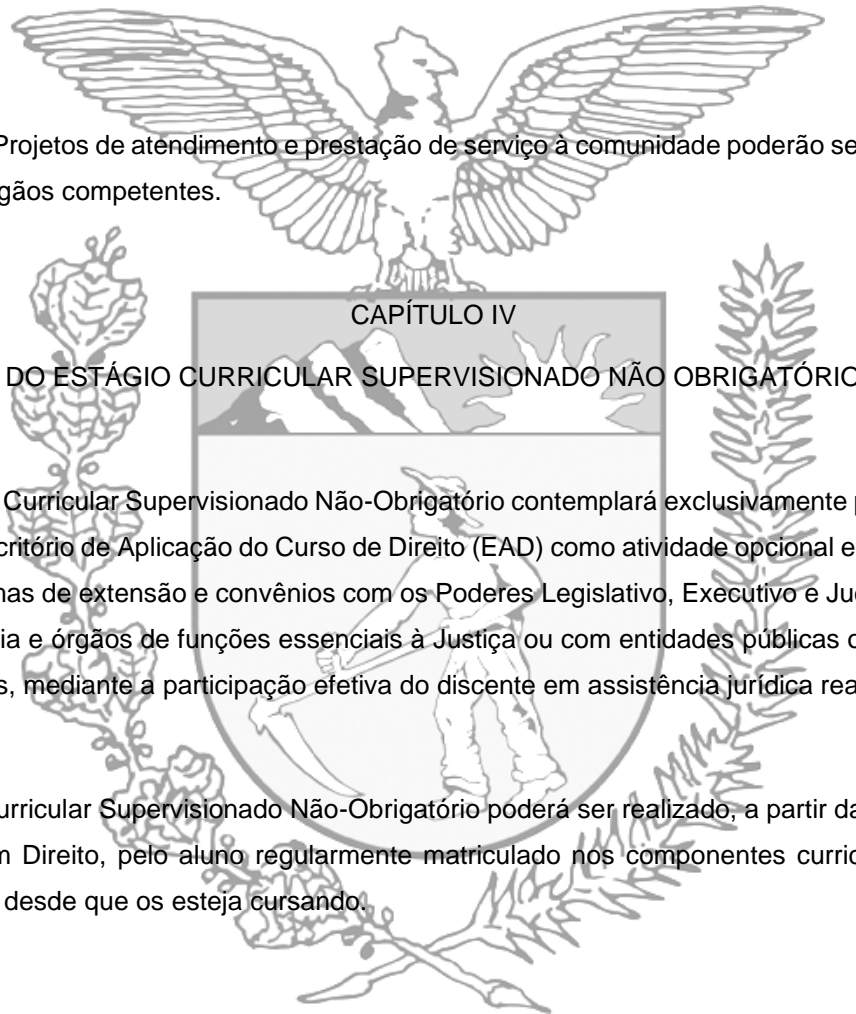 Projetos de atendimento e prestação de serviço à comunidade poderão se
gãos competentes.
CAPÍTULO IV
DO ESTÁGIO CURRICULAR SUPERVISIONADO NÃO OBRIGATÓRIO
Curricular Supervisionado Não-Obrigatório contemplará exclusivamente p
critório de Aplicação do Curso de Direito (EAD) como atividade opcional e
nas de extensão e convênios com os Poderes Legislativo, Executivo e Jud
ia e órgãos de funções essenciais à Justiça ou com entidades públicas o
s, mediante a participação efetiva do discente em assistência jurídica rea
urricular Supervisionado Não-Obrigatório poderá ser realizado, a partir da
m Direito, pelo aluno regularmente matriculado nos componentes curric
desde que os esteja cursando.